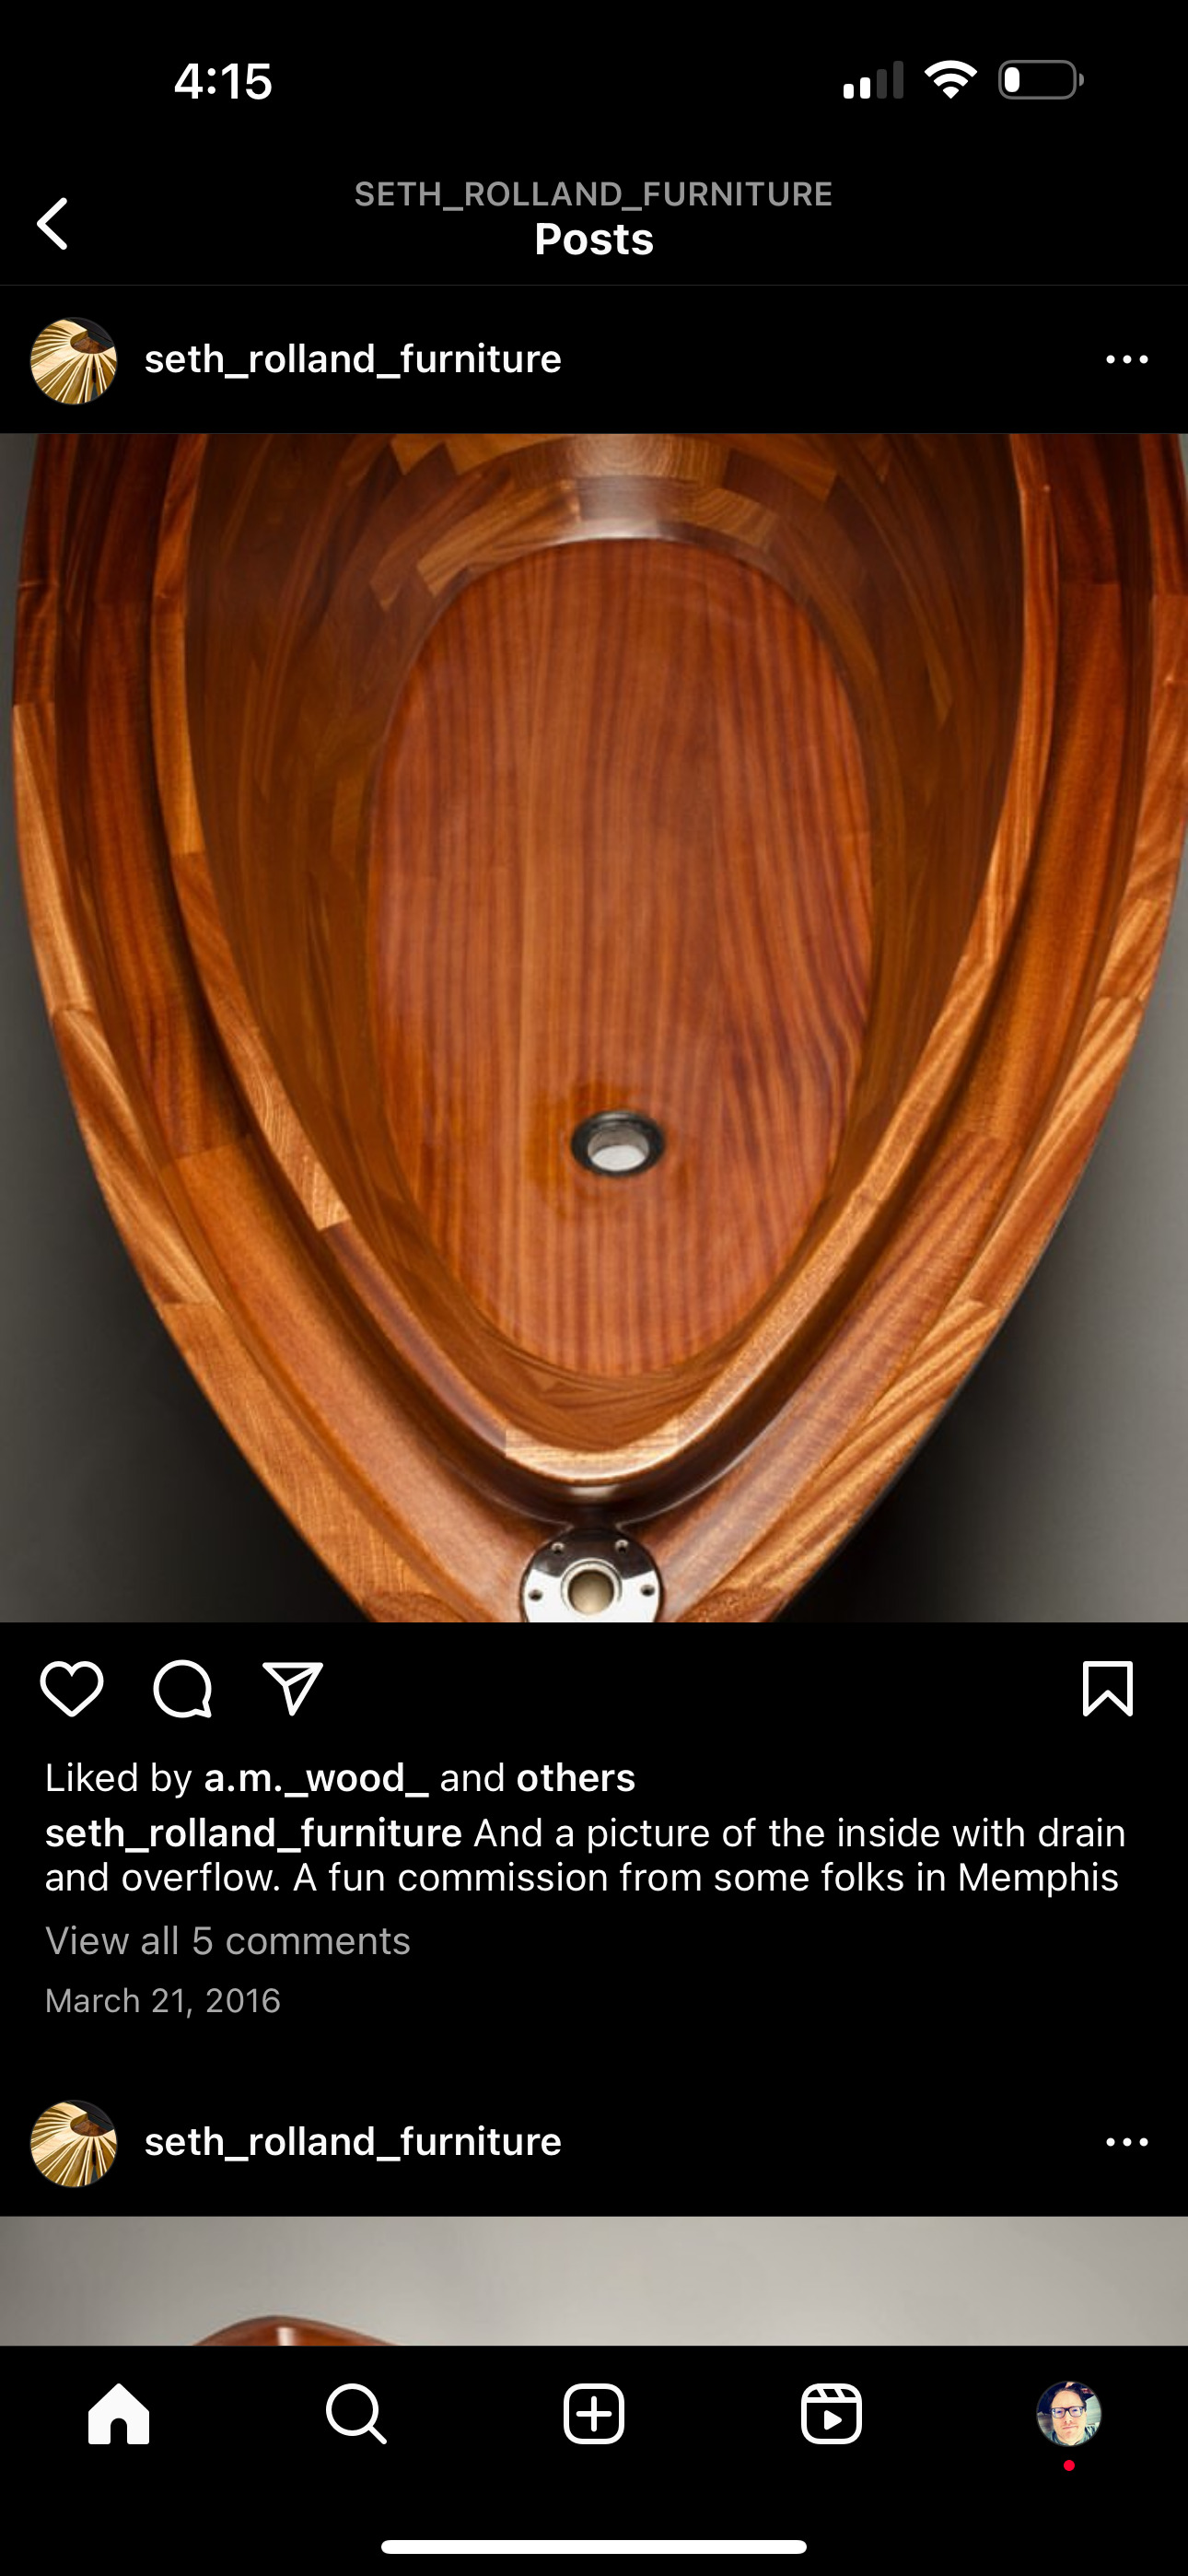 4:15
SETH_ROLLAND_FURNITURE
Posts
seth_rolland_furniture
Liked by a.m._wood_ and others
seth_rolland_furniture And a picture of the inside with drain
and overflow. A fun commission from some folks in Memphis
View all 5 comments
March 21, 2016
seth_rolland_furniture